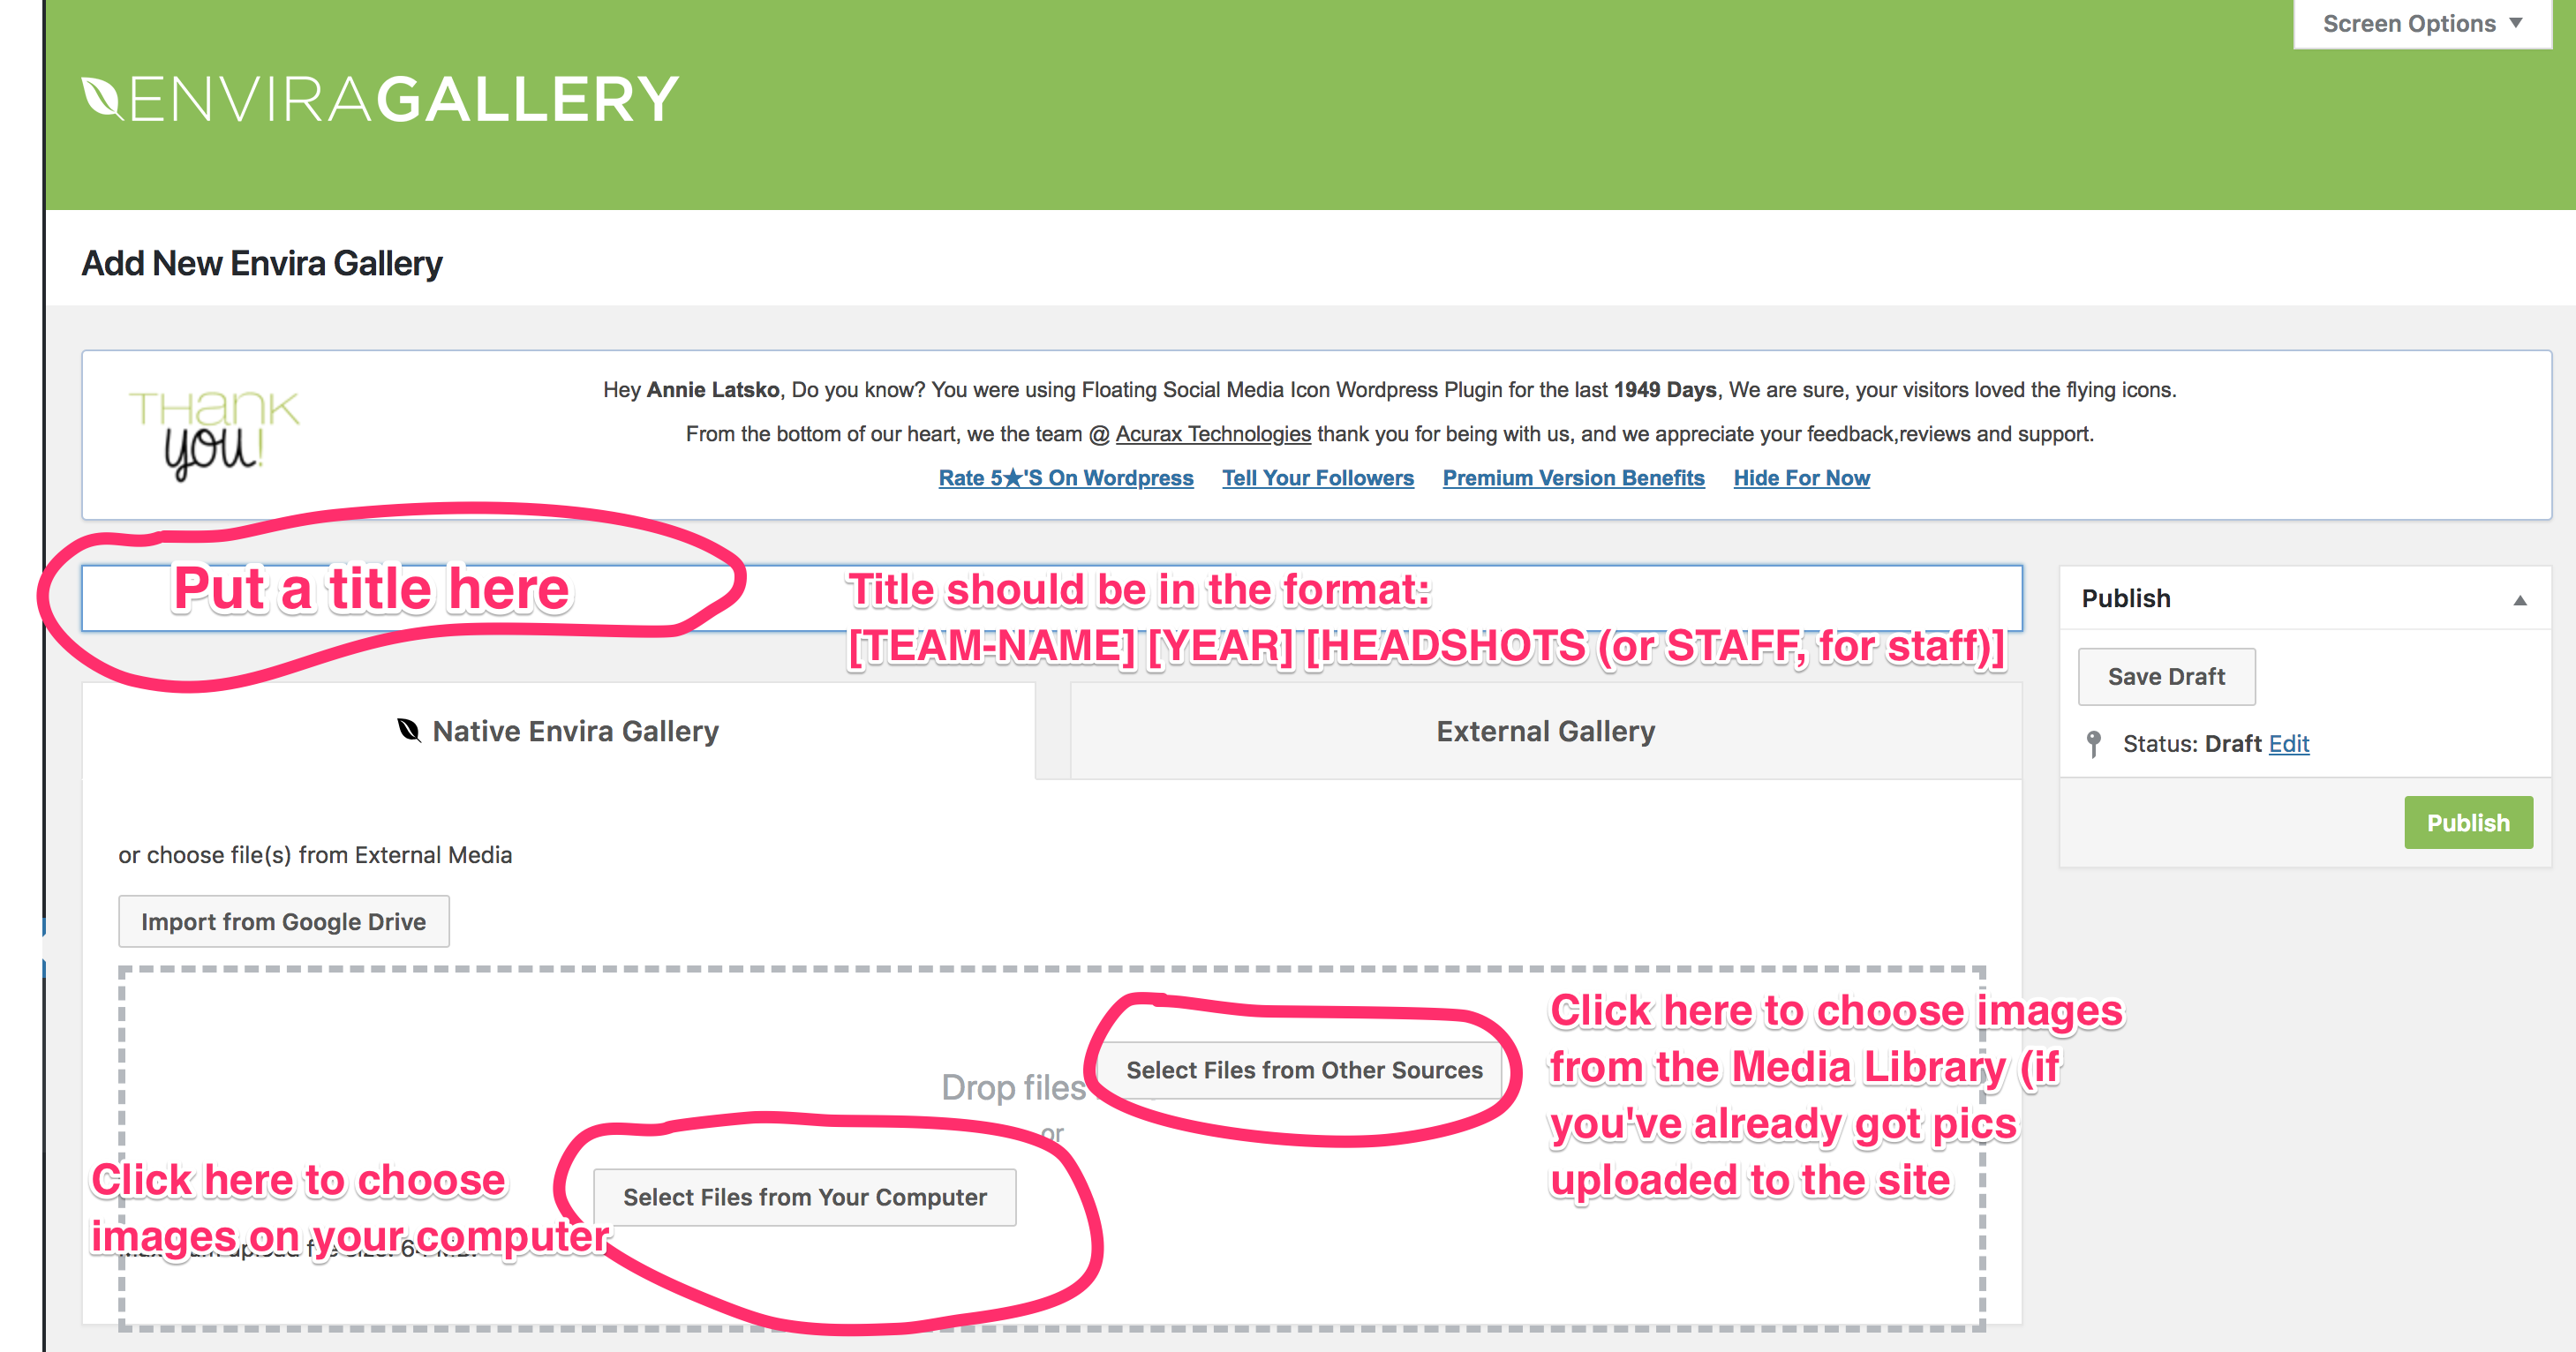 Screen Options
ENVIRAGALLERY
Add New Envira Gallery
THANK
you!
Hey Annie Latsko, Do you know? You were using Floating Social Media Icon Wordpress Plugin for the last 1949 Days, We are sure, your visitors loved the flying icons.
From the bottom of our heart, we the team @ Acurax Technologies thank you for being with us, and we appreciate your feedback,reviews and support.
Rate 5★'S On Wordpress Tell Your Followers Premium Version Benefits Hide For Now
Put a title here
Title should be in the format:
[TEAM-NAME] [YEAR] [HEADSHOTS (or STAFF, for staff)]
Publish
Save Draft
Status: Draft Edit
Publish
Native Envira Gallery
External Gallery
or choose file(s) from External Media
Import from Google Drive
Drop files
Select Files from Other Sources
or
Select Files from Your Computer
Click here to choose images
from the Media Library (if
you've already got pics
uploaded to the site
Click here to choose
images on your computer